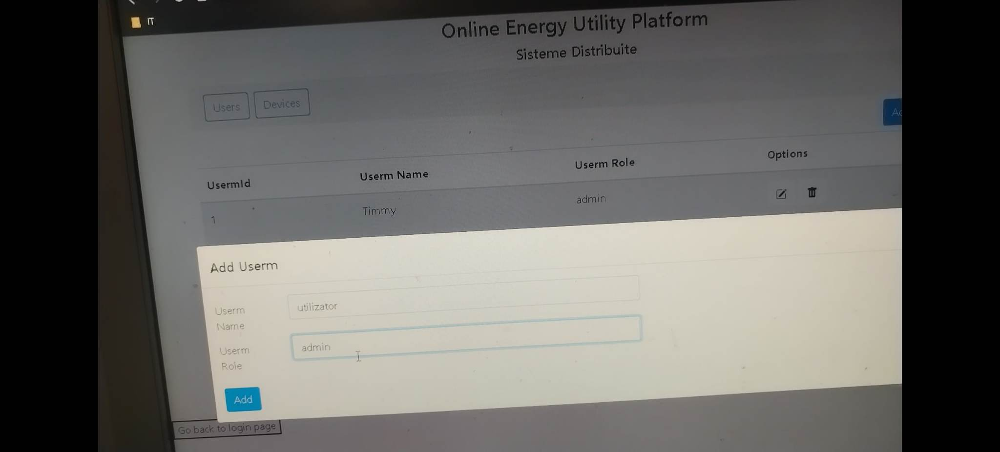 IT
Online Energy Utility Platform
Sisteme Distribuite
Users Devices
UsermId Userm Name Userm Role Options
1 Timmy admin
Add Userm
Userm Name utilizator
Userm Role admin
Add
Go back to login page